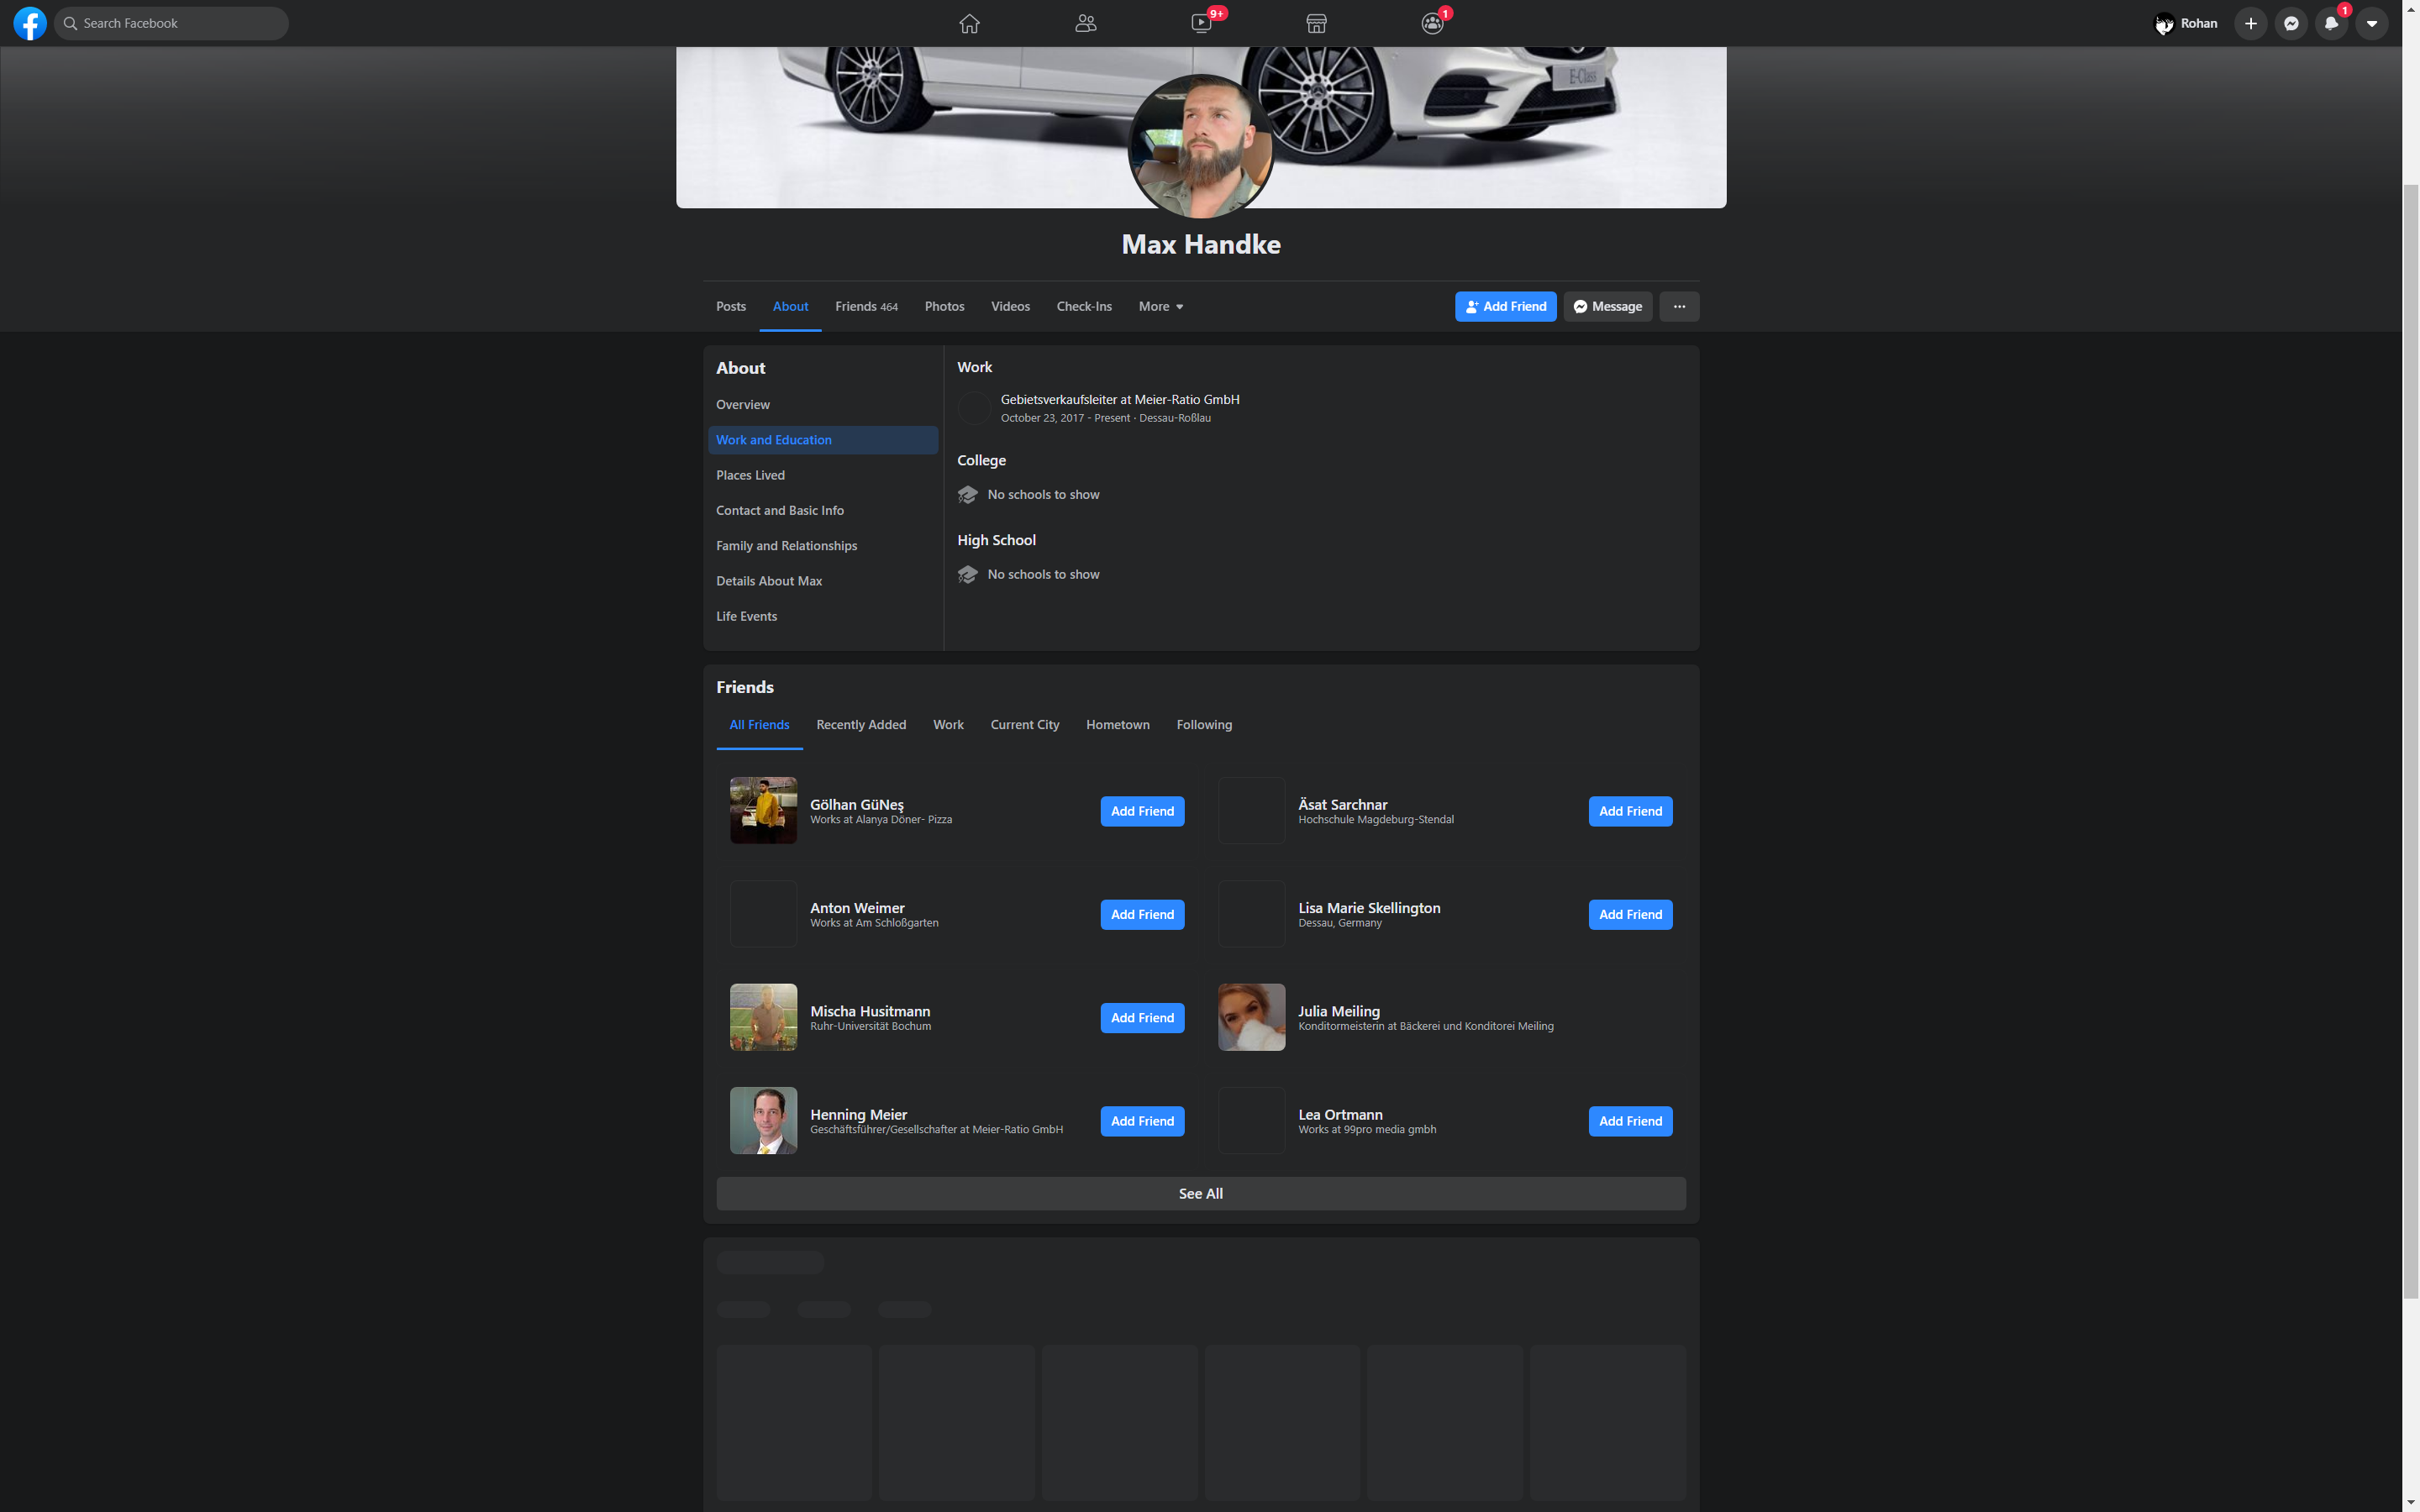 Search Facebook
9+
1
Rohan
1
E-Class
Max Handke
Posts
About
Friends 464
Photos
Videos
Check-Ins
More
Add Friend
Message
About
Overview
Work and Education
Places Lived
Contact and Basic Info
Family and Relationships
Details About Max
Life Events
Work
Gebietsverkaufsleiter at Meier-Ratio GmbH
October 23, 2017 - Present · Dessau-Roßlau
College
No schools to show
High School
No schools to show
Friends
All Friends
Recently Added
Work
Current City
Hometown
Following
Gölhan GüNeş
Works at Alanya Döner- Pizza
Add Friend
Äsat Sarchnar
Hochschule Magdeburg-Stendal
Add Friend
Anton Weimer
Works at Am Schloßgarten
Add Friend
Lisa Marie Skellington
Dessau, Germany
Add Friend
Mischa Husitmann
Ruhr-Universität Bochum
Add Friend
Julia Meiling
Konditormeisterin at Bäckerei und Konditorei Meiling
Henning Meier
Geschäftsführer/Gesellschafter at Meier-Ratio GmbH
Add Friend
Lea Ortmann
Works at 99pro media gmbh
Add Friend
See All